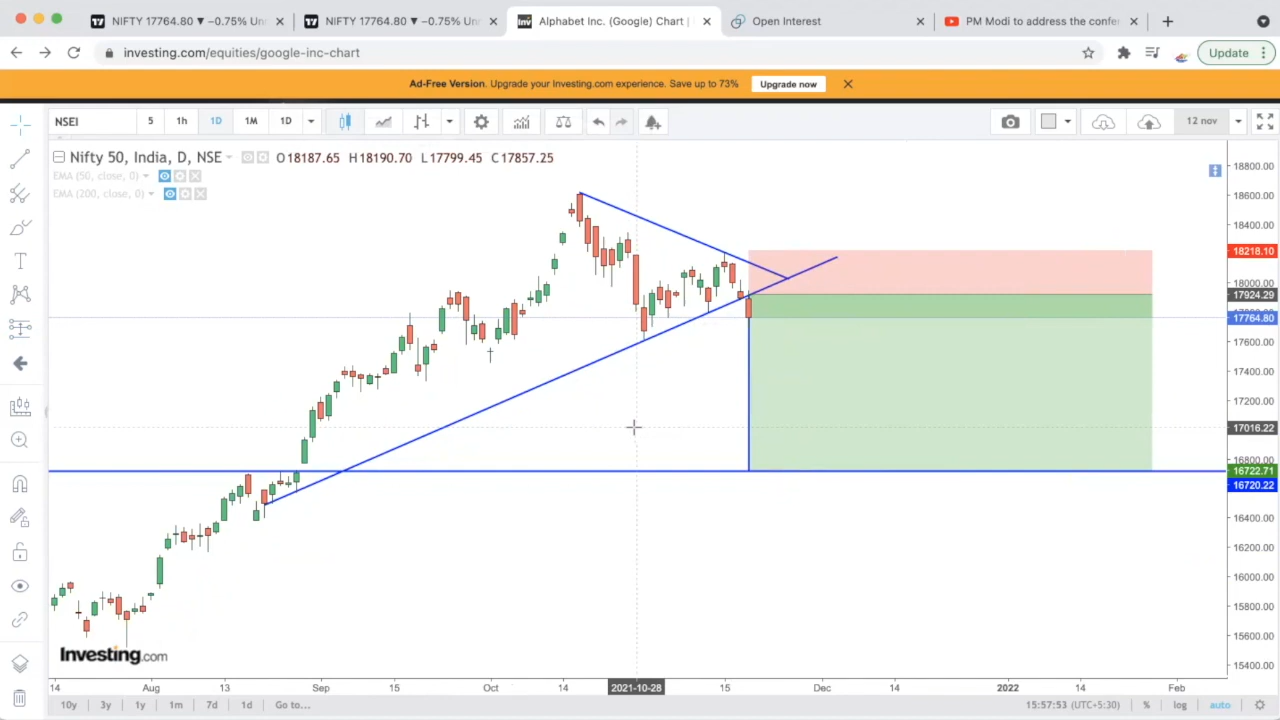 NIFTY 17764.80 ▼ −0.75% Un
NIFTY 17764.80 ▼ −0.75% Un
Alphabet Inc. (Google) Chart |
Open Interest
PM Modi to address the confer
investing.com/equities/google-inc-chart
Update
Ad-Free Version. Upgrade your Investing.com experience. Save up to 73%
Upgrade now
NSEI
5
1h
1D
1M
1D
12 nov
Nifty 50, India, D, NSE
O18187.65 H18190.70 L17799.45 C17857.25
EMA (50, close, 0)
EMA (200, close, 0)
18800.00
18600.00
18400.00
18218.10
18000.00
17924.29
17764.80
17600.00
17400.00
17200.00
17016.22
16800.00
16722.71
16720.22
16400.00
16200.00
16000.00
15800.00
15600.00
15400.00
Investing.com
14 Aug 13 Sep 15 Oct 14 2021-10-28 15 Dec 14 2022 14 Feb
10y 3y 1y 1m 7d 1d Go to...
15:57:53 (UTC+5:30) % log auto